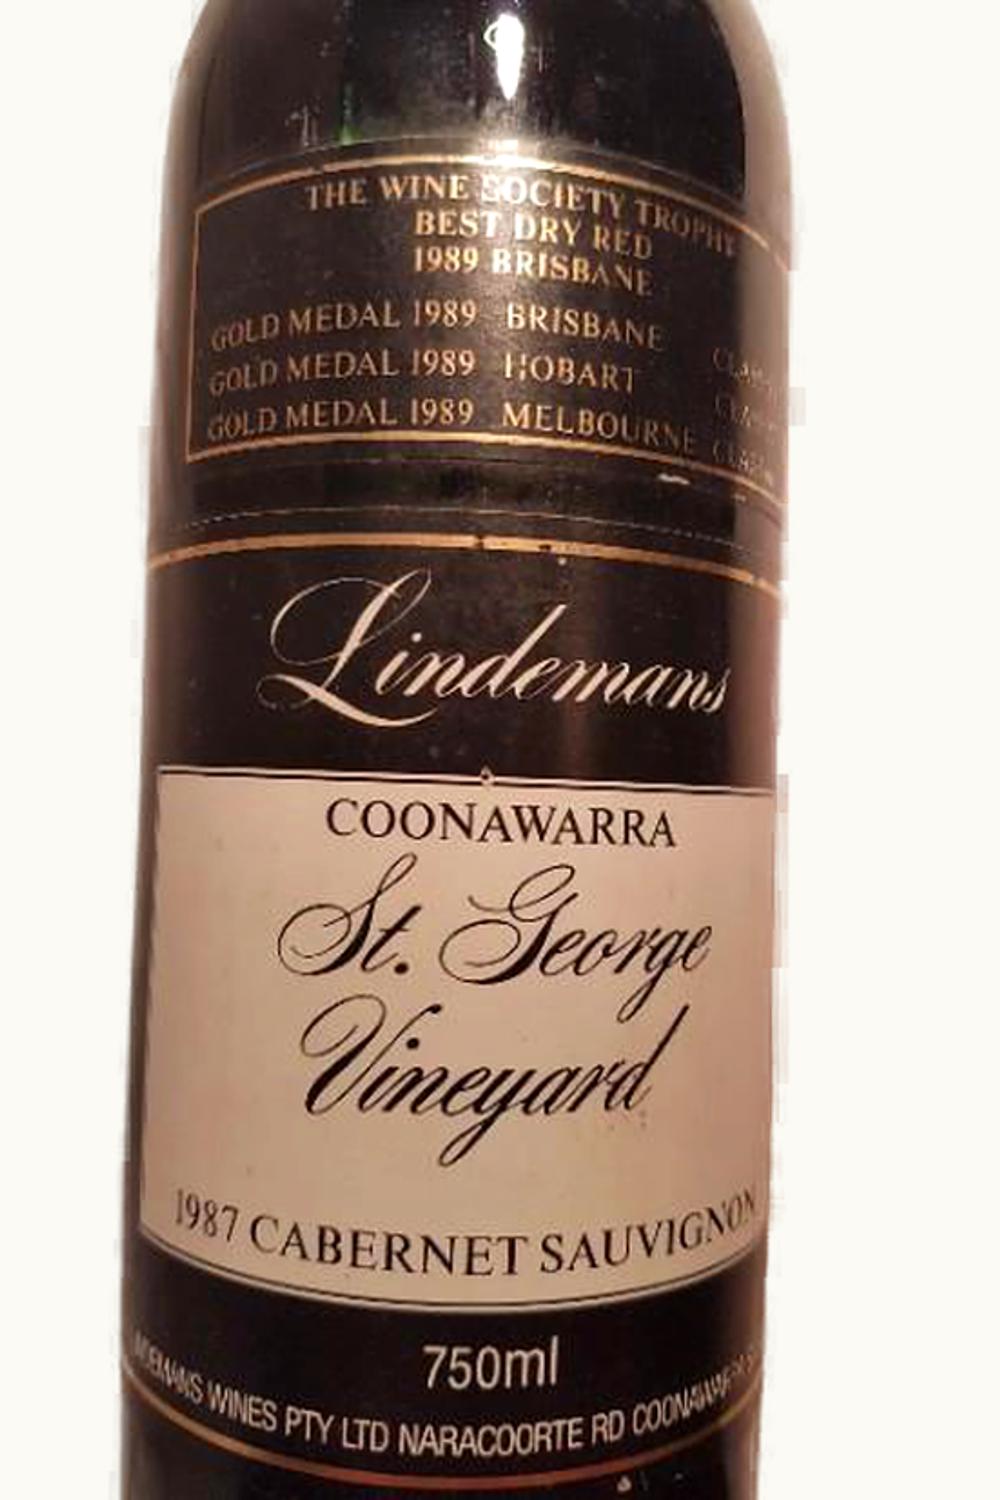 THE WINE SOCIETY TROPHY
BEST DRY RED
1989 BRISBANE
GOLD MEDAL 1989 BRISBANE
GOLD MEDAL 1989 HOBART
GOLD MEDAL 1989 MELBOURNE
Lindemans
COONAWARRA
St. George
Vineyard
1987 CABERNET SAUVIGNON
750ml
WINES PTY LTD NARACOORTE RD COONAWARRA